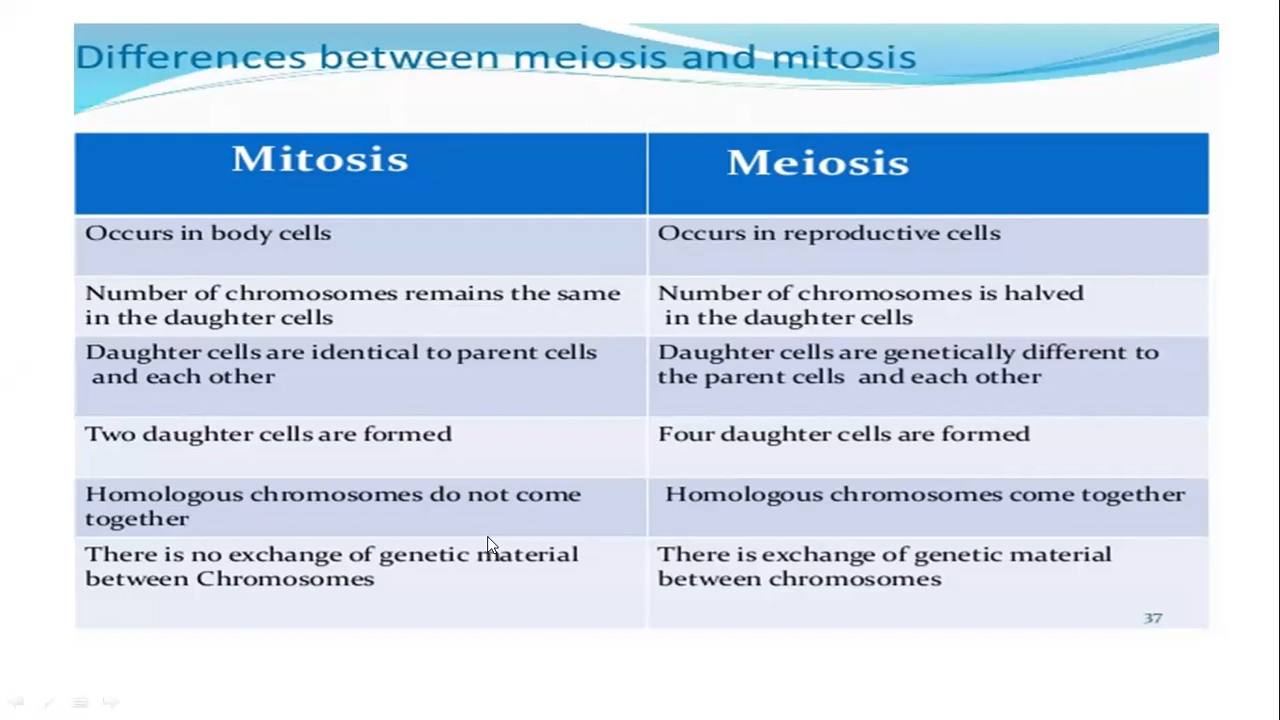 Differences between meiosis and mitosis
Mitosis
Meiosis
Occurs in body cells
Occurs in reproductive cells
Number of chromosomes remains the same
in the daughter cells
Number of chromosomes is halved
in the daughter cells
Daughter cells are identical to parent cells
and each other
Daughter cells are genetically different to
the parent cells and each other
Two daughter cells are formed
Four daughter cells are formed
Homologous chromosomes do not come
together
Homologous chromosomes come together
There is no exchange of genetic material
between Chromosomes
There is exchange of genetic material
between chromosomes
37